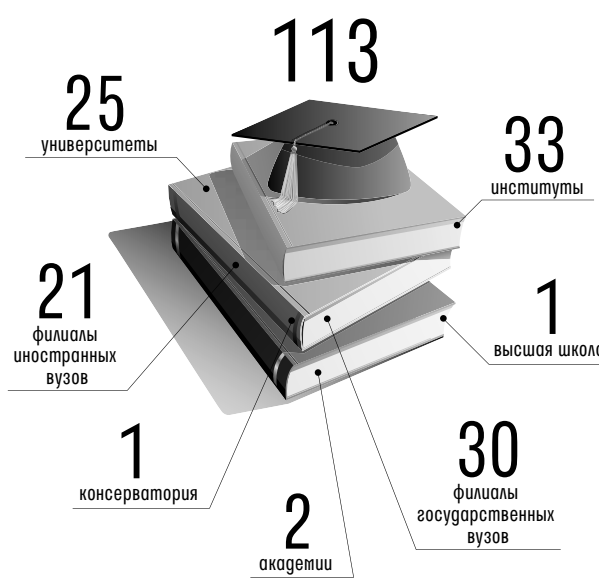 113
25
университеты
33
институты
21
филиалы
иностранных
вузов
1
высшая школа
1
консерватория
30
филиалы
государственных
вузов
2
академии